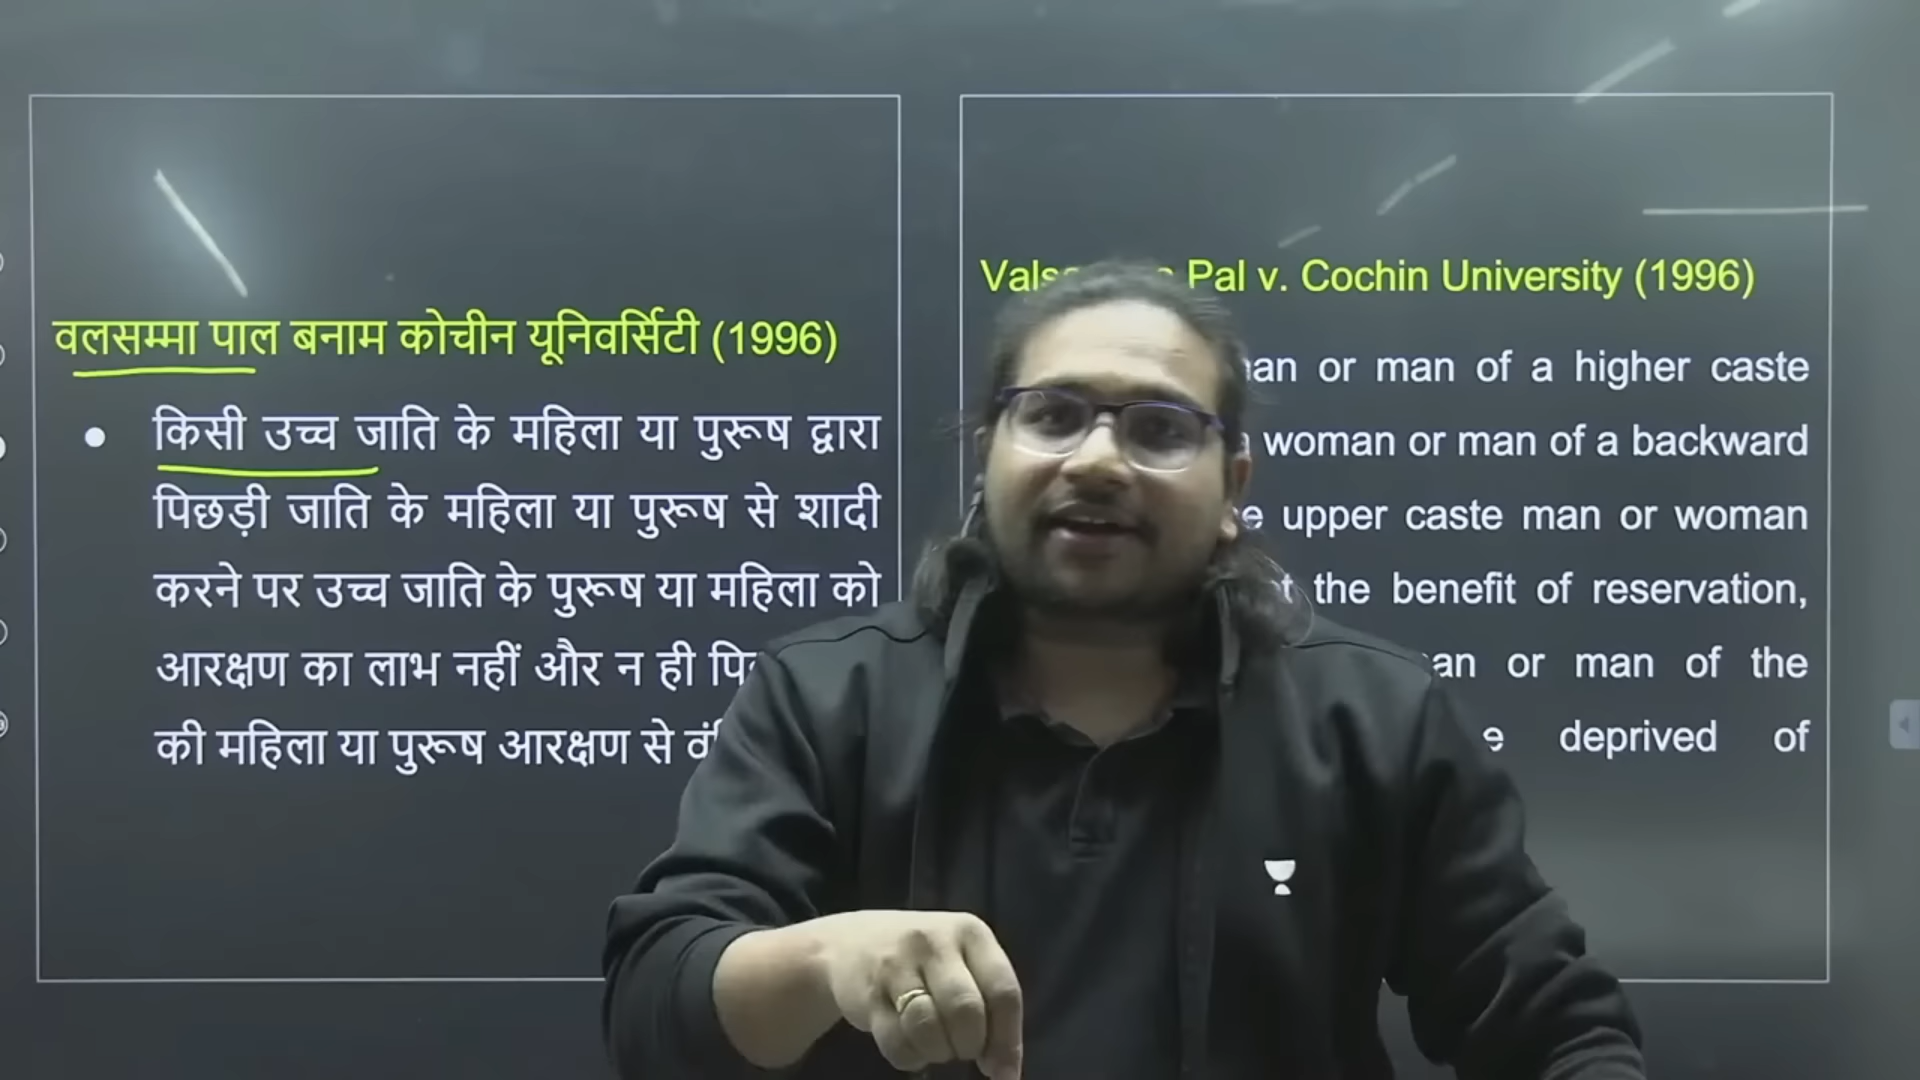 वलसम्मा पाल बनाम कोचीन यूनिवर्सिटी (1996)
• किसी उच्च जाति के महिला या पुरूष द्वारा
पिछड़ी जाति के महिला या पुरूष से शादी
करने पर उच्च जाति के पुरूष या महिला को
आरक्षण का लाभ नहीं और न ही
की महिला या पुरूष आरक्षण से
Pal v. Cochin University (1996)
or man of a higher caste
woman or man of a backward
upper caste man or woman
the benefit of reservation,
or man of the
deprived of